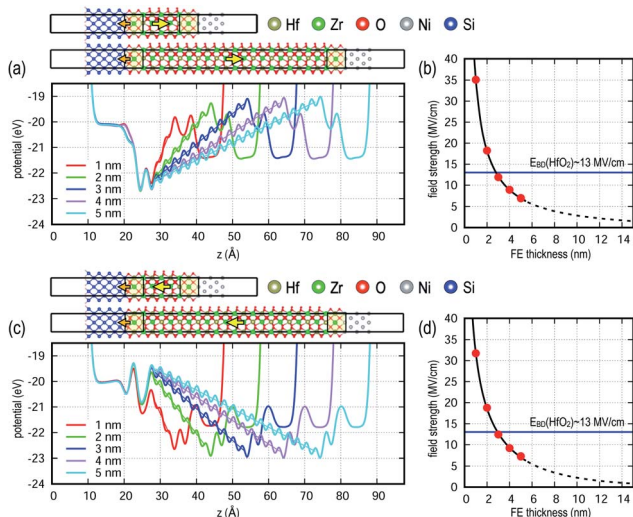 Hf Zr O Ni Si
(a)
potential (eV)
-19
-20
-21
-22
-23
-24
1 nm
2 nm
3 nm
4 nm
5 nm
0 10 20 30 40 50 60 70 80 90
z (Å)
(b)
field strength (MV/cm)
40
35
30
25
20
15
10
5
0
EBD(HfO2)~13 MV/cm
0 2 4 6 8 10 12 14
FE thickness (nm)
Hf Zr O Ni Si
(c)
potential (eV)
-19
-20
-21
-22
-23
-24
1 nm
2 nm
3 nm
4 nm
5 nm
0 10 20 30 40 50 60 70 80 90
z (Å)
(d)
field strength (MV/cm)
40
35
30
25
20
15
10
5
0
EBD(HfO2)~13 MV/cm
0 2 4 6 8 10 12 14
FE thickness (nm)